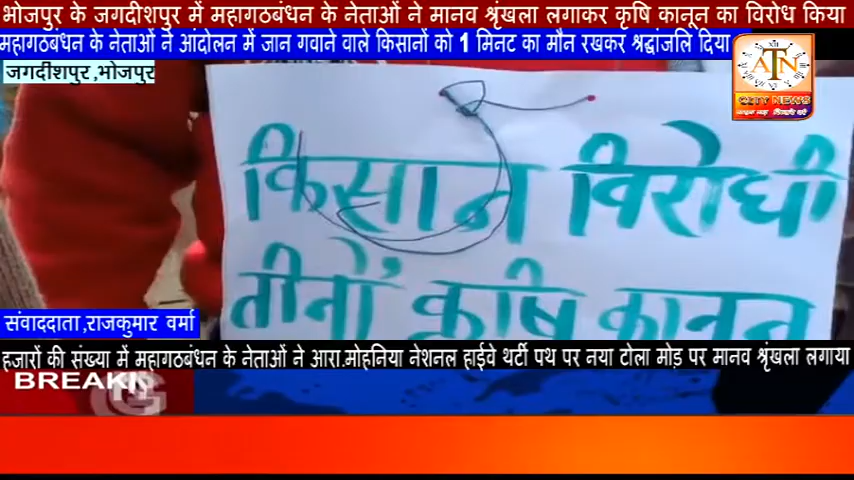 भोजपुर के जगदीशपुर में महागठबंधन के नेताओं ने मानव श्रृंखला लगाकर कृषि कानून का विरोध किया
महागठबंधन के नेताओं ने आंदोलन में जान गवाने वाले किसानों को 1 मिनट का मौन रखकर श्रद्धांजलि दिया
जगदीशपुर,भोजपुर
ATN
CITY NEWS
किसान विरोधी
तीनों कृषि कानून
संवाददाता,राजकुमार वर्मा
हजारों की संख्या में महागठबंधन के नेताओं ने आरा.मोहनिया नेशनल हाईवे थर्टी पथ पर नया टोला मोड़ पर मानव श्रृंखला लगाया
BREAKIN